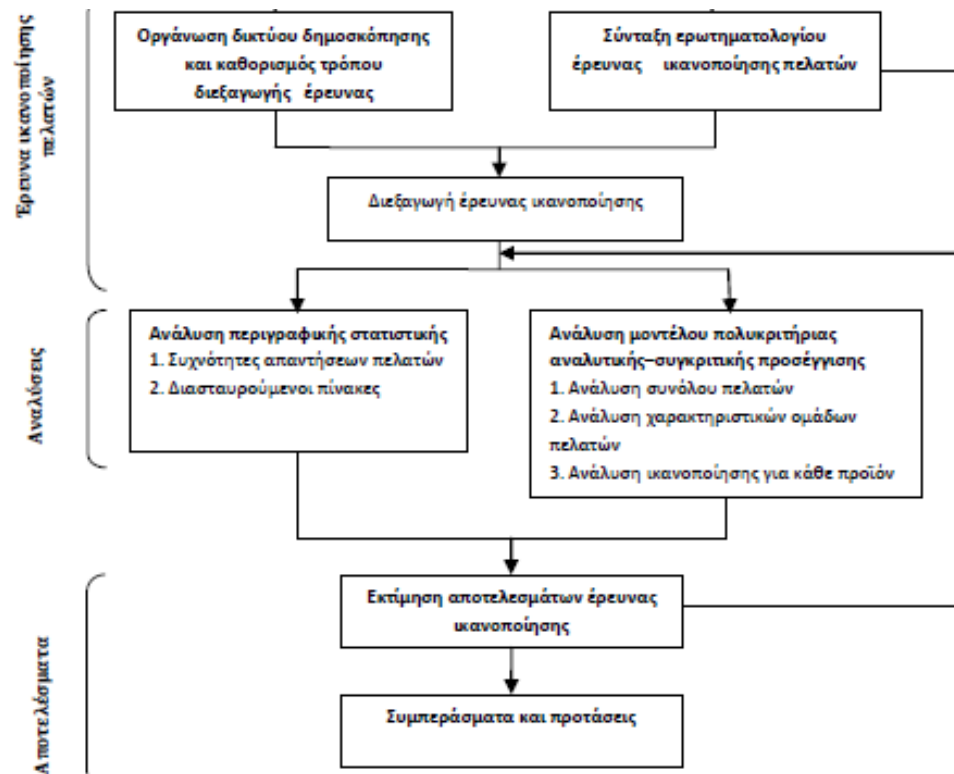 Έρευνα ικανοποίησης
πελατών
Οργάνωση δικτύου δημοσκόπησης
και καθορισμός τρόπου
διεξαγωγής έρευνας
Σύνταξη ερωτηματολογίου
έρευνας ικανοποίησης πελατών
Διεξαγωγή έρευνας ικανοποίησης
Αναλύσεις
Ανάλυση περιγραφικής στατιστικής
1. Συχνότητες απαντήσεων πελατών
2. Διασταυρούμενοι πίνακες
Ανάλυση μοντέλου πολυκριτήριας
αναλυτικής–συγκριτικής προσέγγισης
1. Ανάλυση συνόλου πελατών
2. Ανάλυση χαρακτηριστικών ομάδων
πελατών
3. Ανάλυση ικανοποίησης για κάθε προϊόν
Αποτελέσματα
Εκτίμηση αποτελεσμάτων έρευνας
ικανοποίησης
Συμπεράσματα και προτάσεις